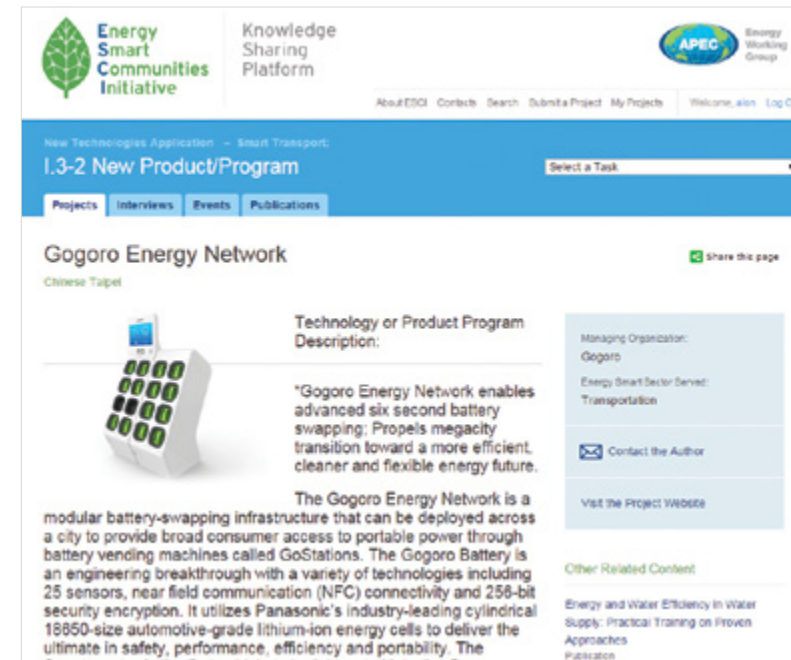 Energy
Smart
Communities
Initiative
Knowledge
Sharing
Platform
APEC
Energy
Working
Group
About ESCI Contacts Search Submit a Project My Projects Welcome, alon Log O
New Technologies Application – Smart Transport:
I.3-2 New Product/Program
Select a Task
Projects Interviews Events Publications
Gogoro Energy Network
Share this page
Chinese Taipei
Technology or Product Program
Description:
"Gogoro Energy Network enables
advanced six second battery
swapping; Propels megacity
transition toward a more efficient,
cleaner and flexible energy future.
The Gogoro Energy Network is a
modular battery-swapping infrastructure that can be deployed across
a city to provide broad consumer access to portable power through
battery vending machines called GoStations. The Gogoro Battery is
an engineering breakthrough with a variety of technologies including
25 sensors, near field communication (NFC) connectivity and 256-bit
security encryption. It utilizes Panasonic's industry-leading cylindrical
18650-size automotive-grade lithium-ion energy cells to deliver the
ultimate in safety, performance, efficiency and portability. The
Managing Organization:
Gogoro
Energy Smart Sector Served:
Transportation
Contact the Author
Visit the Project Website
Other Related Content
Energy and Water Efficiency in Water
Supply: Practical Training on Proven
Approaches
Publication